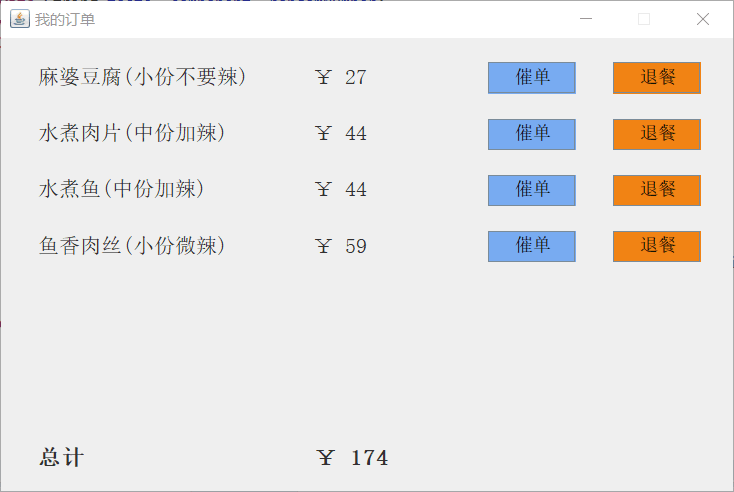 我的订单
麻婆豆腐(小份不要辣) ￥ 27 催单 退餐
水煮肉片(中份加辣) ￥ 44 催单 退餐
水煮鱼(中份加辣) ￥ 44 催单 退餐
鱼香肉丝(小份微辣) ￥ 59 催单 退餐
总计 ￥ 174